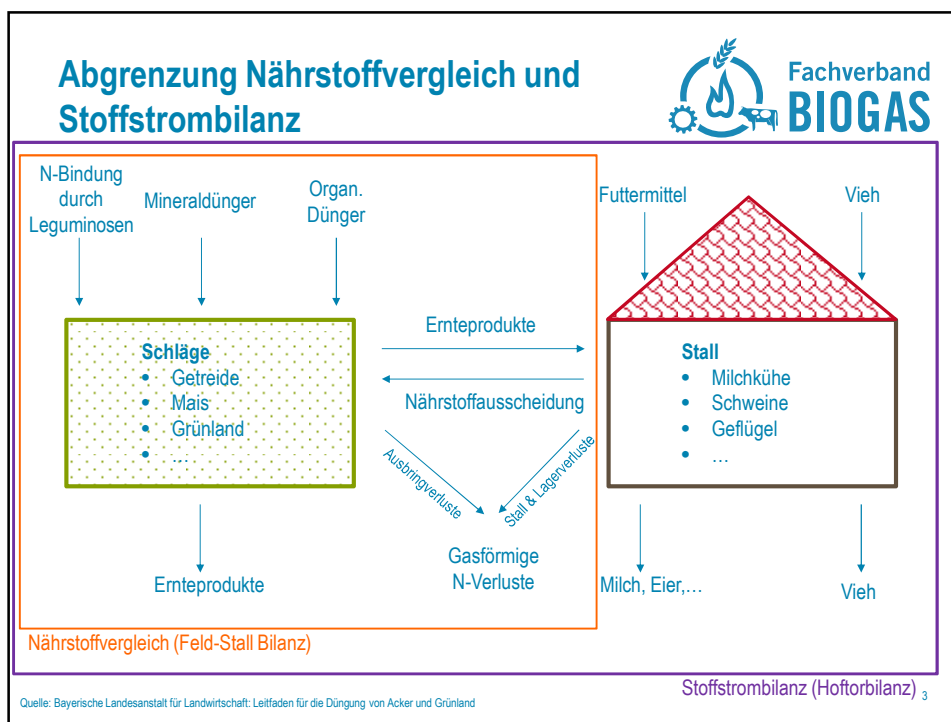 Abgrenzung Nährstoffvergleich und
Stoffstrombilanz
Fachverband
BIOGAS
N-Bindung
durch
Leguminosen
Mineraldünger
Organ.
Dünger
Futtermittel
Vieh
Ernteprodukte
Schläge
• Getreide
• Mais
• Grünland
• …
Nährstoffausscheidung
Stall
• Milchkühe
• Schweine
• Geflügel
• …
Ausbringverluste
Stall & Lagerverluste
Gasförmige
N-Verluste
Ernteprodukte
Milch, Eier,…
Vieh
Nährstoffvergleich (Feld-Stall Bilanz)
Stoffstrombilanz (Hoftorbilanz)
3
Quelle: Bayerische Landesanstalt für Landwirtschaft: Leitfaden für die Düngung von Acker und Grünland